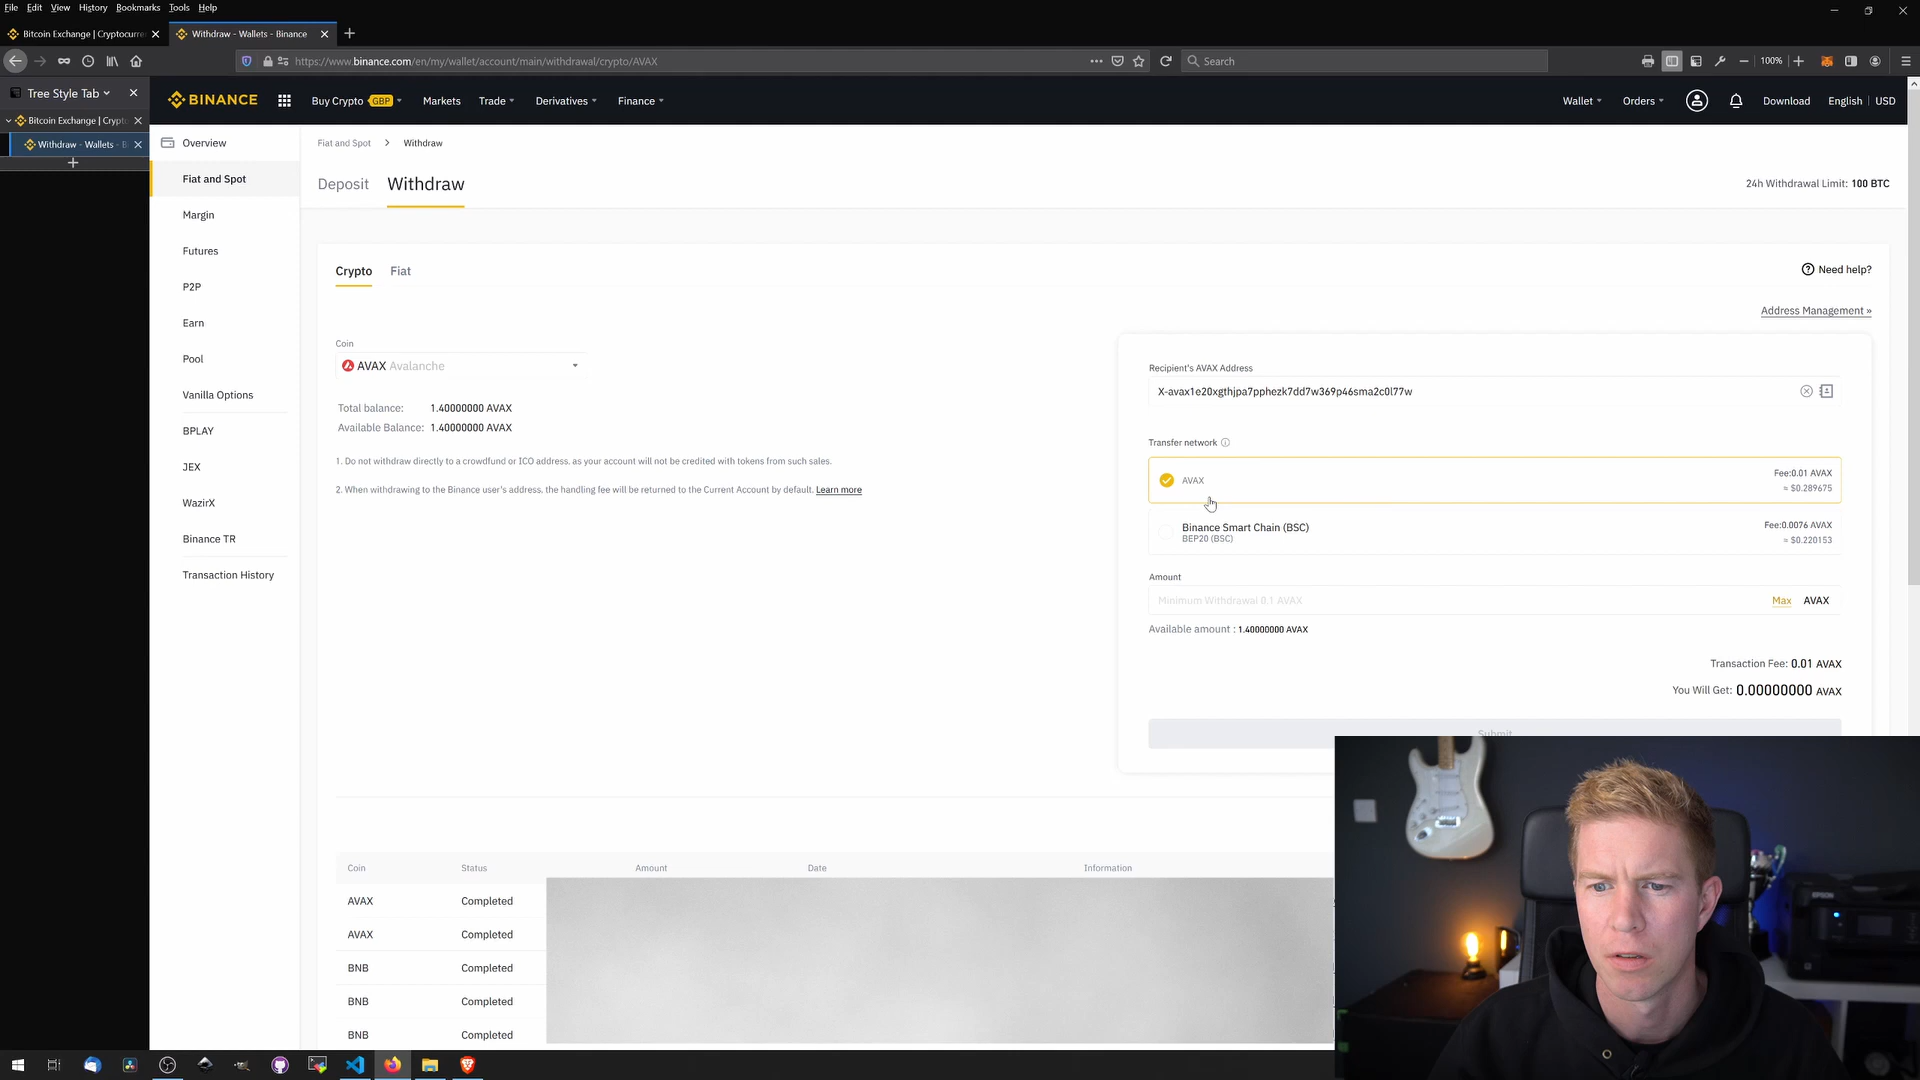 File Edit View History Bookmarks Tools Help
Bitcoin Exchange | Cryptocurre
Withdraw - Wallets - Binance
https://www.binance.com/en/my/wallet/account/main/withdrawal/crypto/AVAX
Search
100%
Tree Style Tab
Bitcoin Exchange | Crypto
Withdraw - Wallets - B
BINANCE
Buy Crypto GBP
Markets
Trade
Derivatives
Finance
Wallet
Orders
Download
English | USD
Overview
Fiat and Spot
Margin
Futures
P2P
Earn
Pool
Vanilla Options
BPLAY
JEX
WazirX
Binance TR
Transaction History
Fiat and Spot > Withdraw
Deposit Withdraw
24h Withdrawal Limit: 100 BTC
Crypto Fiat
Need help?
Address Management »
Coin
AVAX Avalanche
Total balance: 1.40000000 AVAX
Available Balance: 1.40000000 AVAX
1. Do not withdraw directly to a crowdfund or ICO address, as your account will not be credited with tokens from such sales.
2. When withdrawing to the Binance user's address, the handling fee will be returned to the Current Account by default. Learn more
Recipient's AVAX Address
X-avax1e20xgthjpa7pphezk7dd7w369p46sma2c0l77w
Transfer network
AVAX
Fee:0.01 AVAX
≈ $0.289675
Binance Smart Chain (BSC)
BEP20 (BSC)
Fee:0.0076 AVAX
≈ $0.220153
Amount
Minimum Withdrawal 0.1 AVAX
Max AVAX
Available amount : 1.40000000 AVAX
Transaction Fee: 0.01 AVAX
You Will Get: 0.00000000 AVAX
Submit
Coin Status Amount Date Information
AVAX Completed
AVAX Completed
BNB Completed
BNB Completed
BNB Completed
EPSON